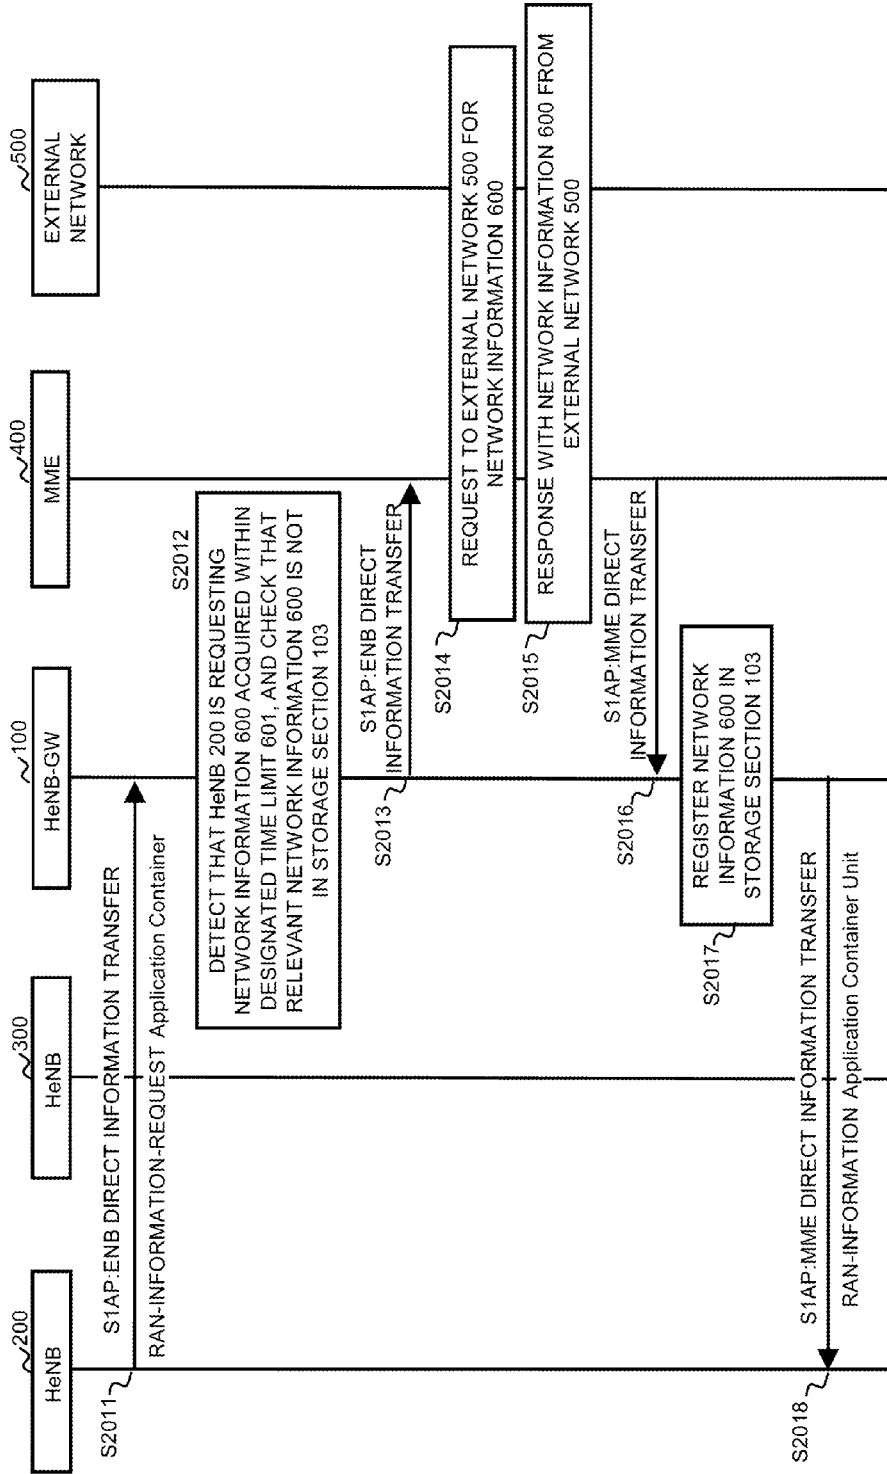 200
HeNB
300
HeNB
100
HeNB-GW
400
MME
500
EXTERNAL
NETWORK
S2011
S1AP:ENB DIRECT INFORMATION TRANSFER
RAN-INFORMATION-REQUEST Application Container
S2012
DETECT THAT HeNB 200 IS REQUESTING
NETWORK INFORMATION 600 ACQUIRED WITHIN
DESIGNATED TIME LIMIT 601, AND CHECK THAT
RELEVANT NETWORK INFORMATION 600 IS NOT
IN STORAGE SECTION 103
S2013
S1AP:ENB DIRECT
INFORMATION TRANSFER
S2014
REQUEST TO EXTERNAL NETWORK 500 FOR
NETWORK INFORMATION 600
S2015
RESPONSE WITH NETWORK INFORMATION 600 FROM
EXTERNAL NETWORK 500
S2016
S1AP:MME DIRECT
INFORMATION TRANSFER
S2017
REGISTER NETWORK
INFORMATION 600 IN
STORAGE SECTION 103
S2018
S1AP:MME DIRECT INFORMATION TRANSFER
RAN-INFORMATION Application Container Unit